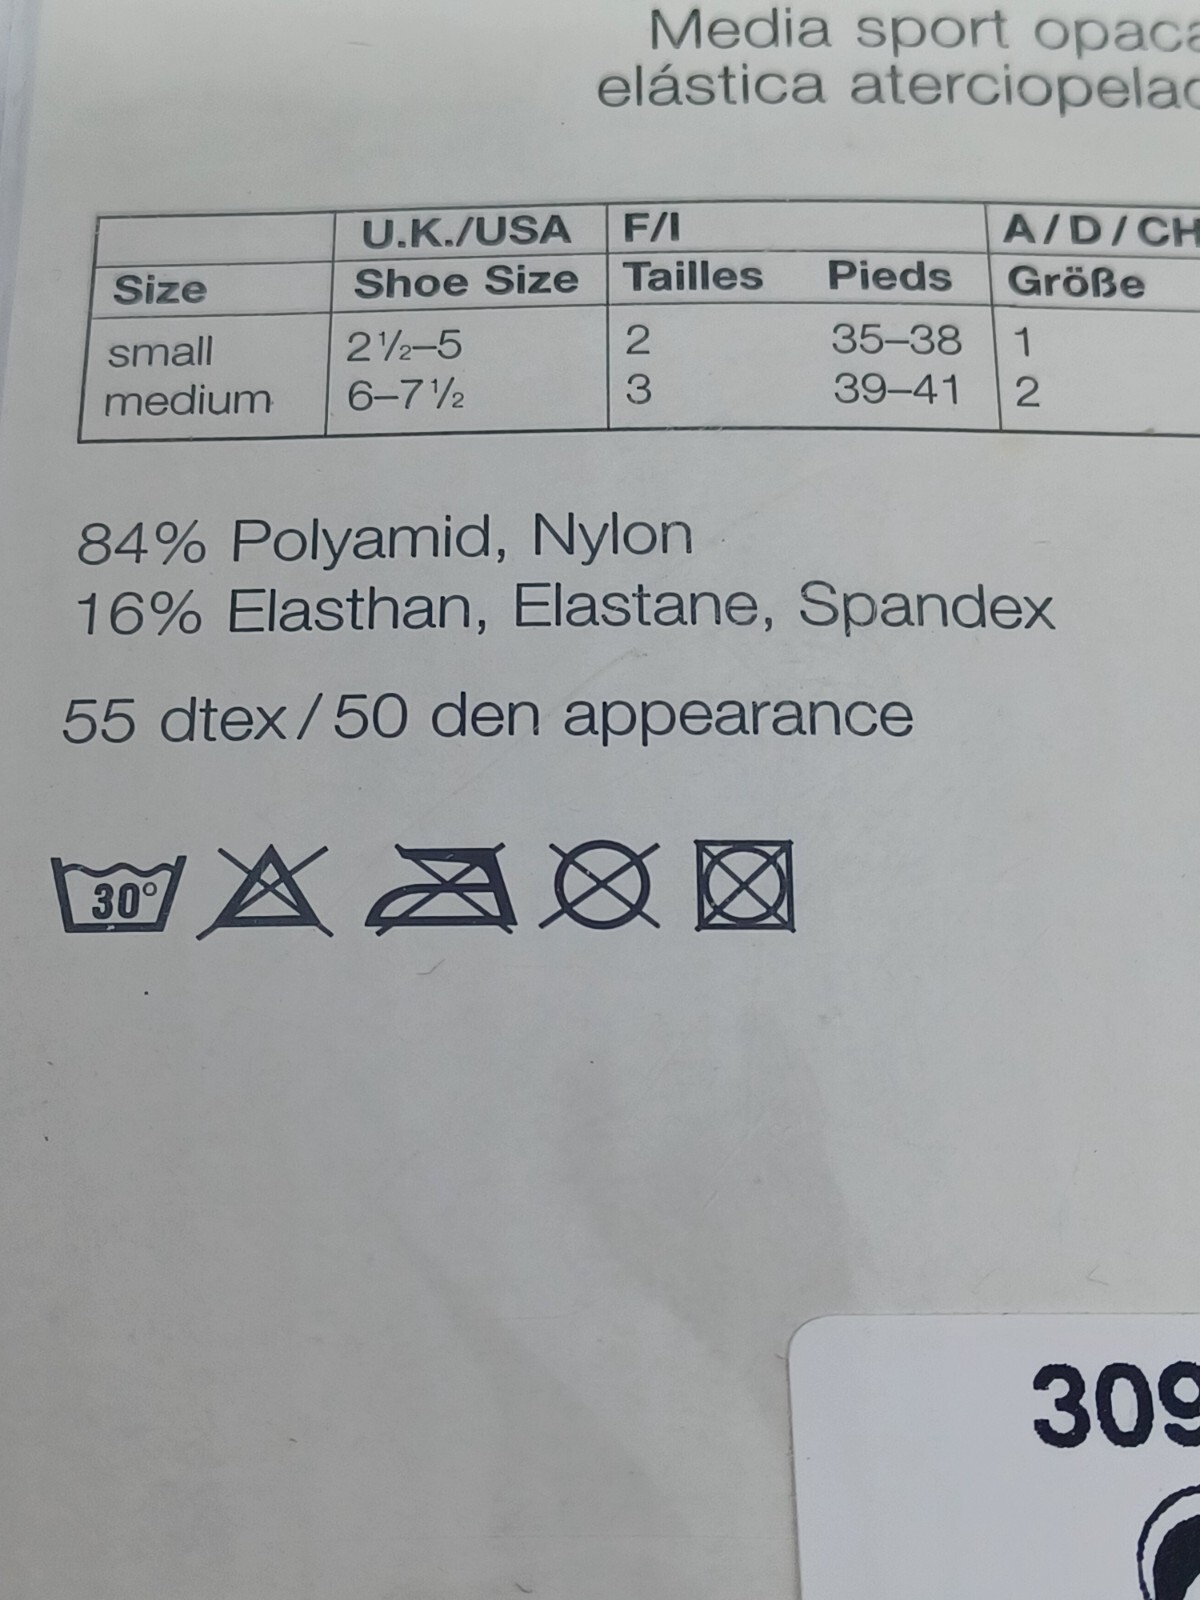 Media sport opaca
elástica aterciopelad
U.K./USA F/I A/D/CH
Size Shoe Size Tailles Pieds Größe
small 2½–5 2 35–38 1
medium 6–7½ 3 39–41 2
84% Polyamid, Nylon
16% Elasthan, Elastane, Spandex
55 dtex/50 den appearance
30°
309